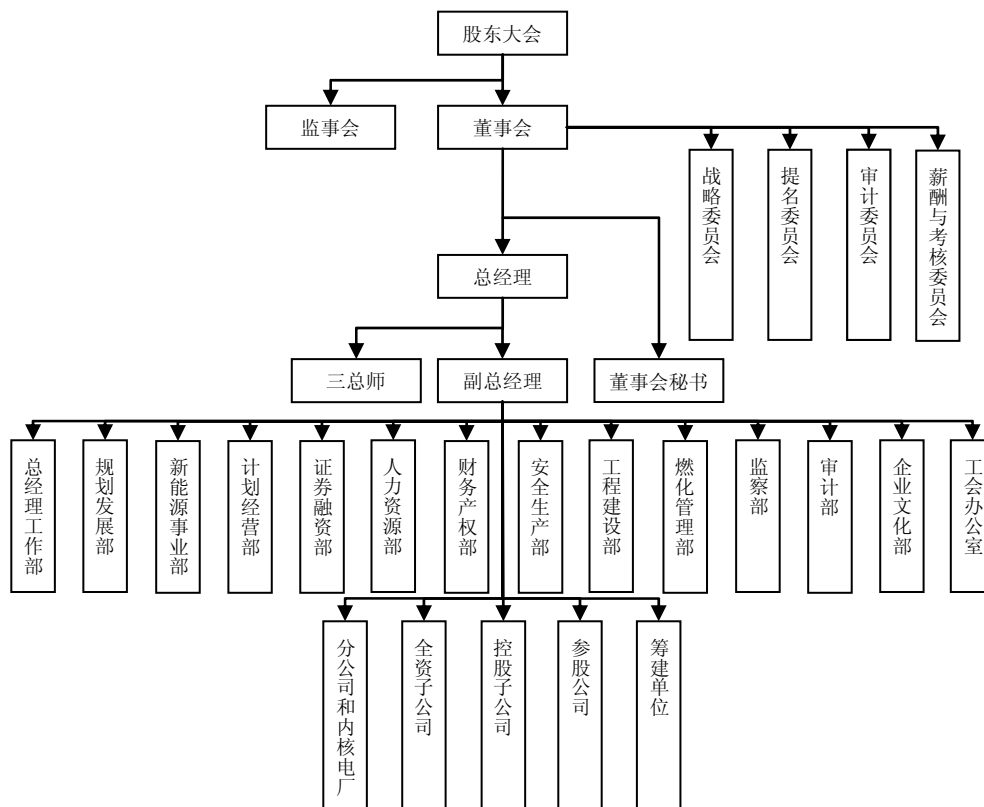 股东大会
监事会
董事会
战略委员会
提名委员会
审计委员会
薪酬与考核委员会
总经理
三总师
副总经理
董事会秘书
总经理工作部
规划发展部
新能源事业部
计划经营部
证券融资部
人力资源部
财务产权部
安全生产部
工程建设部
燃化管理部
监察部
审计部
企业文化部
工会办公室
分公司和内核电厂
全资子公司
控股子公司
参股公司
筹建单位